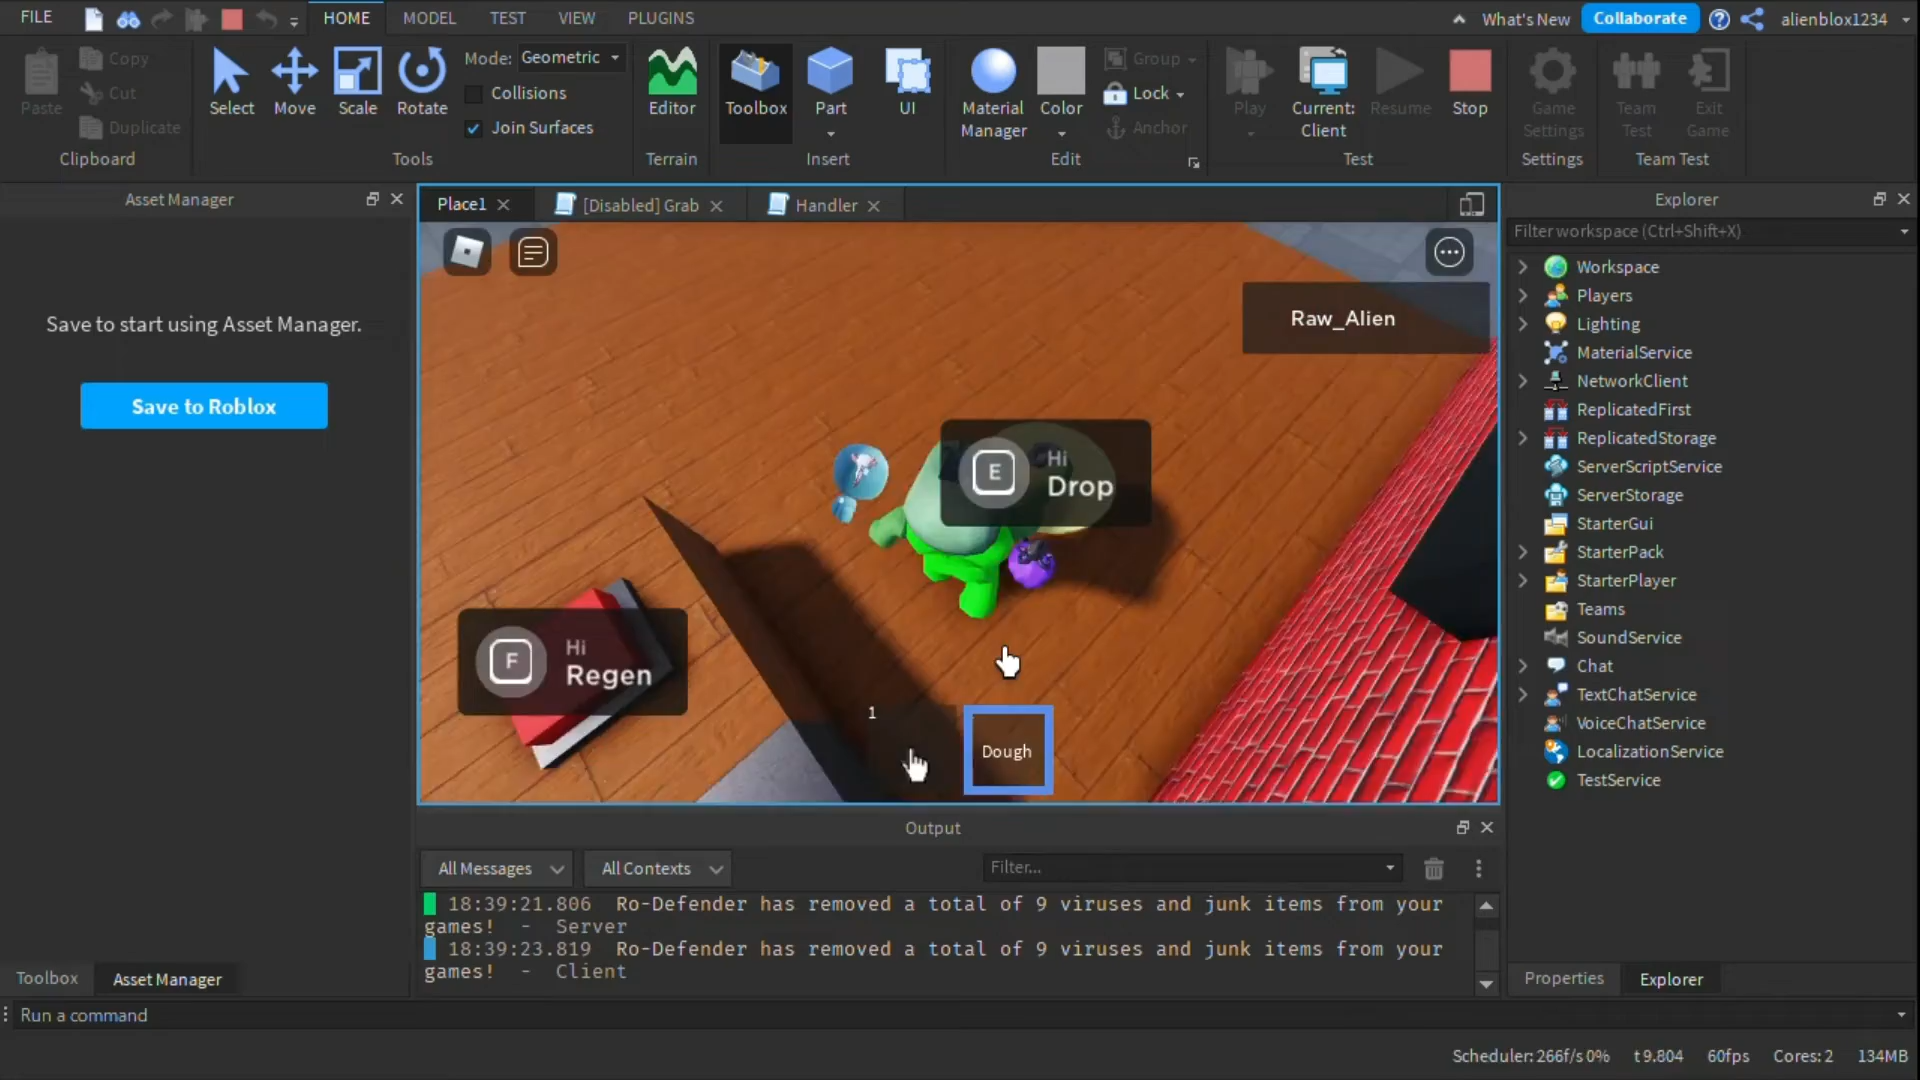 FILE
HOME
MODEL
TEST
VIEW
PLUGINS
What's New
Collaborate
alienblox1234
Paste
Copy
Cut
Duplicate
Clipboard
Select
Move
Scale
Rotate
Mode: Geometric
Collisions
Join Surfaces
Tools
Editor
Terrain
Toolbox
Part
UI
Insert
Material
Manager
Color
Group
Lock
Anchor
Edit
Play
Current:
Client
Resume
Stop
Test
Game
Settings
Settings
Team
Test
Exit
Game
Team Test
Asset Manager
Save to start using Asset Manager.
Save to Roblox
Place1
[Disabled] Grab
Handler
Raw_Alien
E
Hi
Drop
F
Hi
Regen
1
Dough
Explorer
Filter workspace (Ctrl+Shift+X)
Workspace
Players
Lighting
MaterialService
NetworkClient
ReplicatedFirst
ReplicatedStorage
ServerScriptService
ServerStorage
StarterGui
StarterPack
StarterPlayer
Teams
SoundService
Chat
TextChatService
VoiceChatService
LocalizationService
TestService
Output
All Messages
All Contexts
Filter...
18:39:21.806 Ro-Defender has removed a total of 9 viruses and junk items from your
games! - Server
18:39:23.819 Ro-Defender has removed a total of 9 viruses and junk items from your
games! - Client
Toolbox
Asset Manager
Properties
Explorer
Run a command
Scheduler: 266f/s 0%
t 9.804
60fps
Cores: 2
134MB